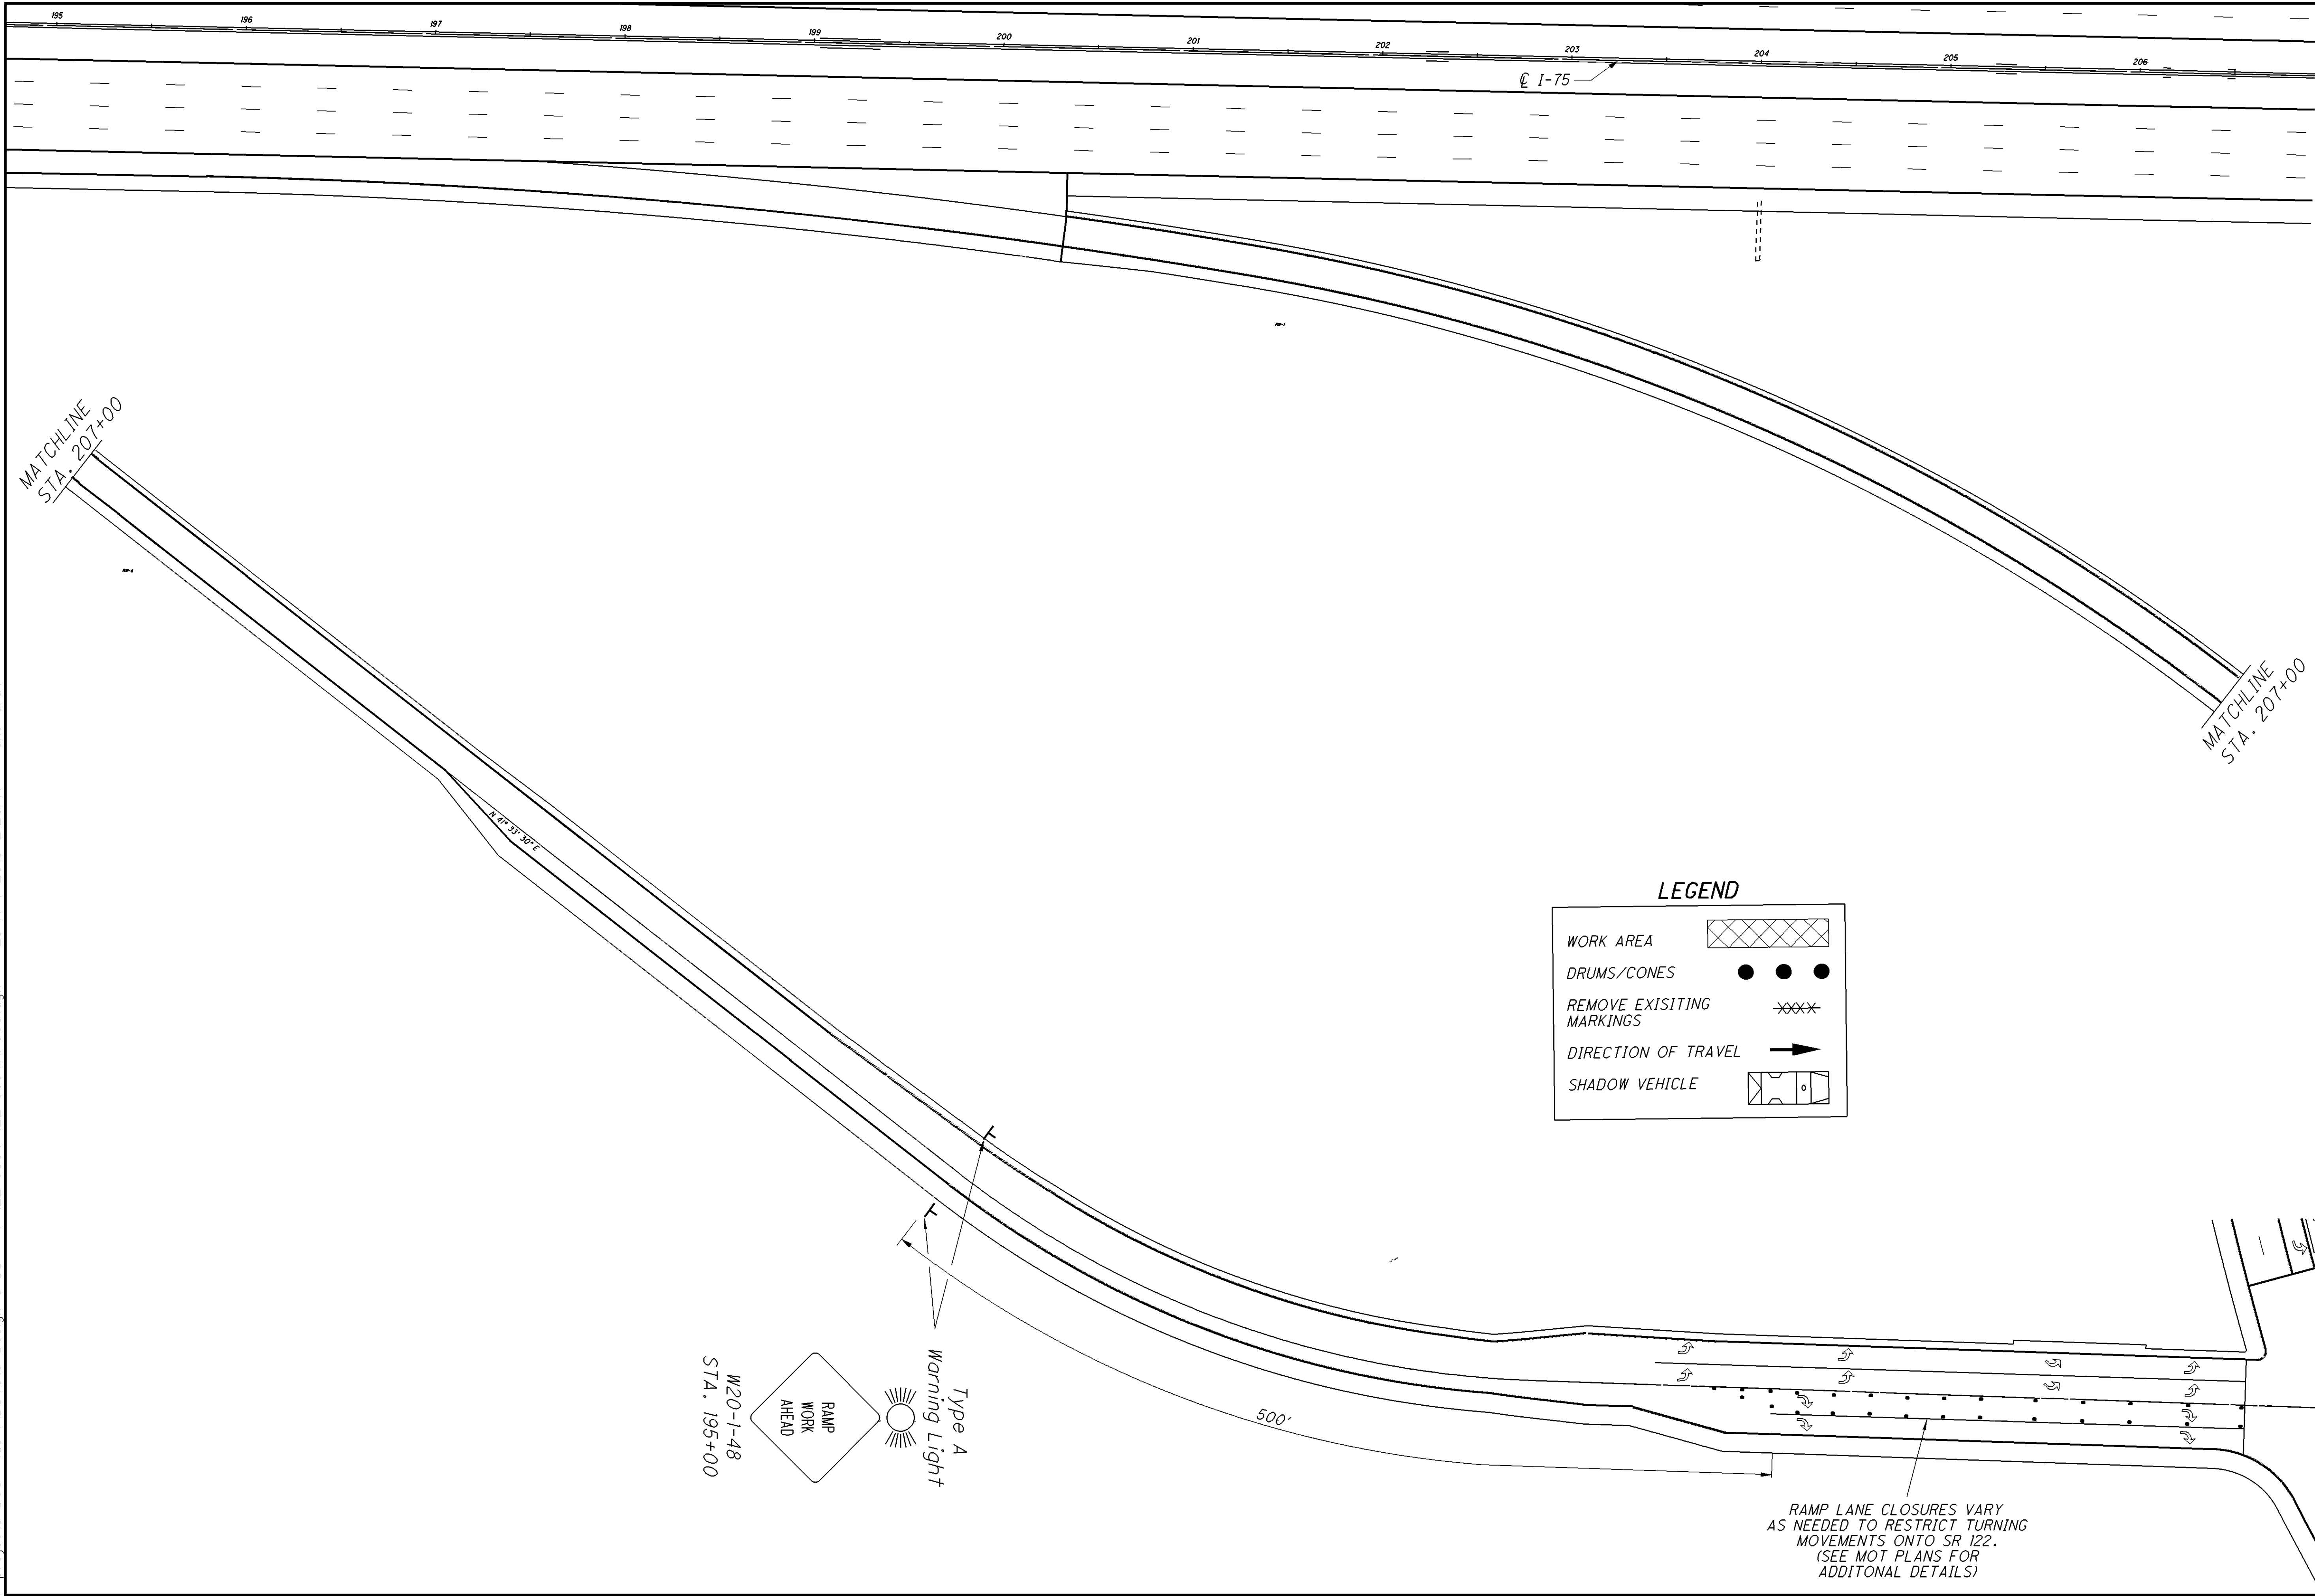 195
196
197
198
199
200
201
202
203
204
205
206
℄ I-75
MATCHLINE
STA. 207+00
MATCHLINE
STA. 207+00
N 41° 33' 30" E
LEGEND
WORK AREA
DRUMS/CONES
REMOVE EXISITING
MARKINGS
DIRECTION OF TRAVEL
SHADOW VEHICLE
Type A
Warning Light
RAMP
WORK
AHEAD
W20-1-48
STA. 195+00
500'
RAMP LANE CLOSURES VARY
AS NEEDED TO RESTRICT TURNING
MOVEMENTS ONTO SR 122.
(SEE MOT PLANS FOR
ADDITONAL DETAILS)